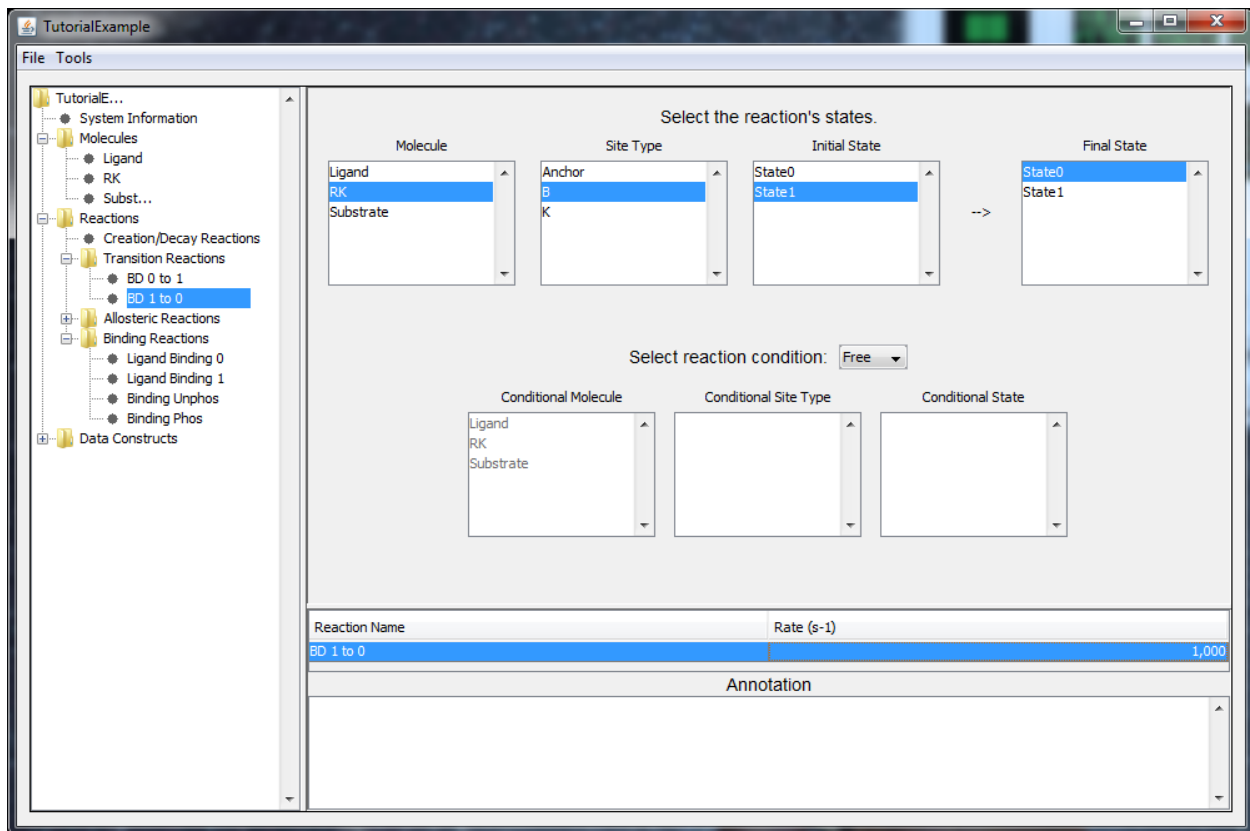 TutorialExample
File Tools
TutorialE...
System Information
Molecules
Ligand
RK
Subst...
Reactions
Creation/Decay Reactions
Transition Reactions
BD 0 to 1
BD 1 to 0
Allosteric Reactions
Binding Reactions
Ligand Binding 0
Ligand Binding 1
Binding Unphos
Binding Phos
Data Constructs
Select the reaction's states.
Molecule Site Type Initial State Final State
Ligand Anchor State0 State0
RK B State1 State1
Substrate K -->
Select reaction condition: Free
Conditional Molecule Conditional Site Type Conditional State
Ligand
RK
Substrate
Reaction Name Rate (s-1)
BD 1 to 0 1,000
Annotation